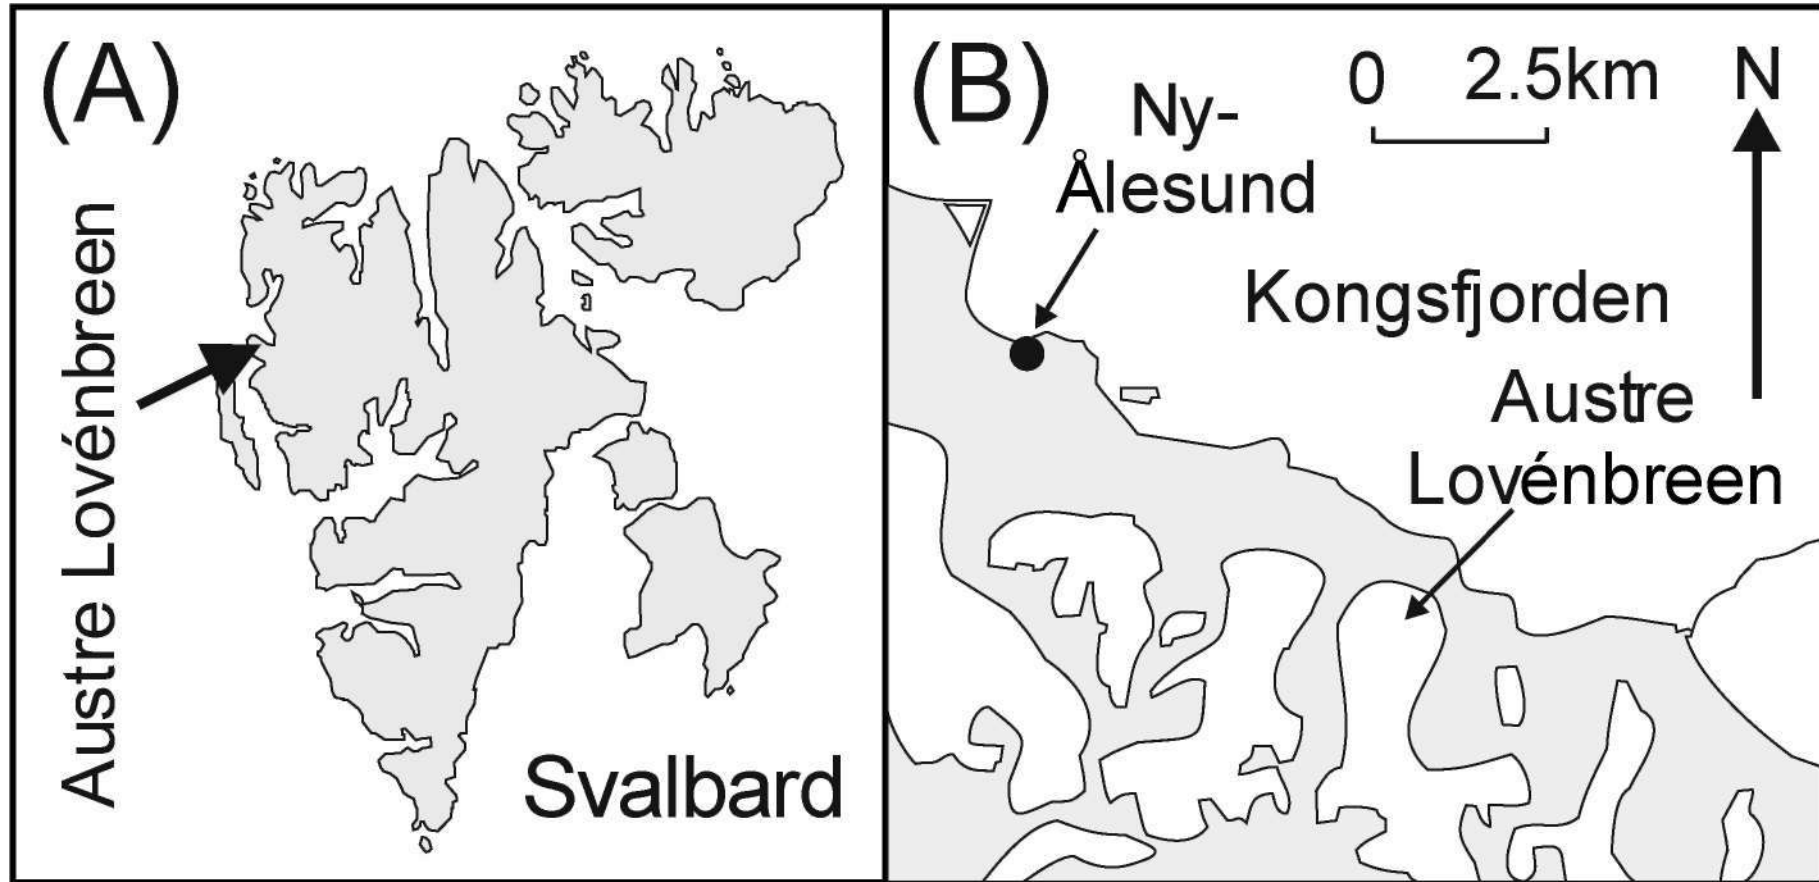 (A)
Austre Lovénbreen
Svalbard
(B)
0 2.5km
N
Ny-
Ålesund
Kongsfjorden
Austre
Lovénbreen